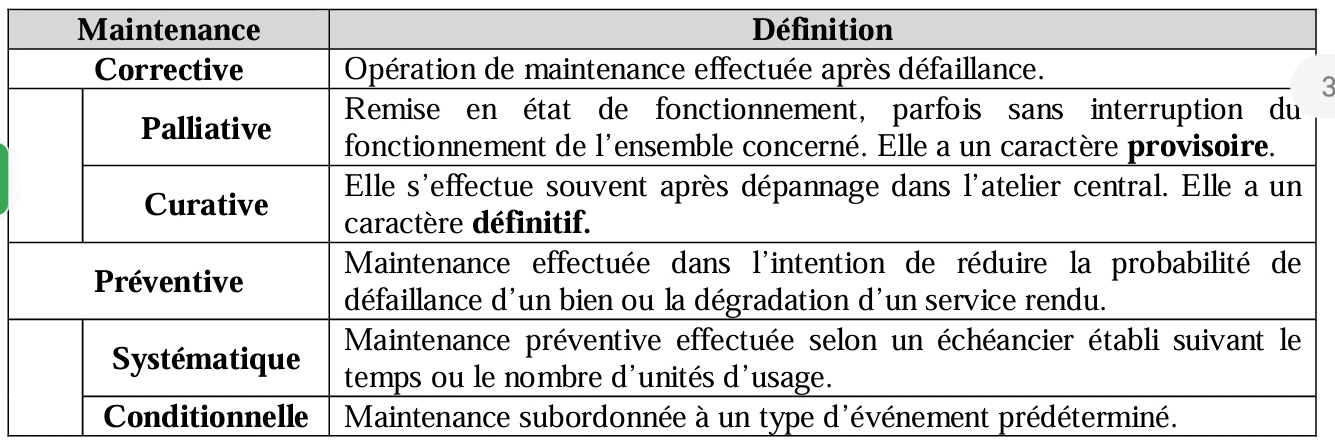 Maintenance Définition
Corrective Opération de maintenance effectuée après défaillance.
Palliative Remise en état de fonctionnement, parfois sans interruption du
fonctionnement de l’ensemble concerné. Elle a un caractère provisoire.
Curative Elle s’effectue souvent après dépannage dans l’atelier central. Elle a un
caractère définitif.
Préventive Maintenance effectuée dans l’intention de réduire la probabilité de
défaillance d’un bien ou la dégradation d’un service rendu.
Systématique Maintenance préventive effectuée selon un échéancier établi suivant le
temps ou le nombre d’unités d’usage.
Conditionnelle Maintenance subordonnée à un type d’événement prédéterminé.
3